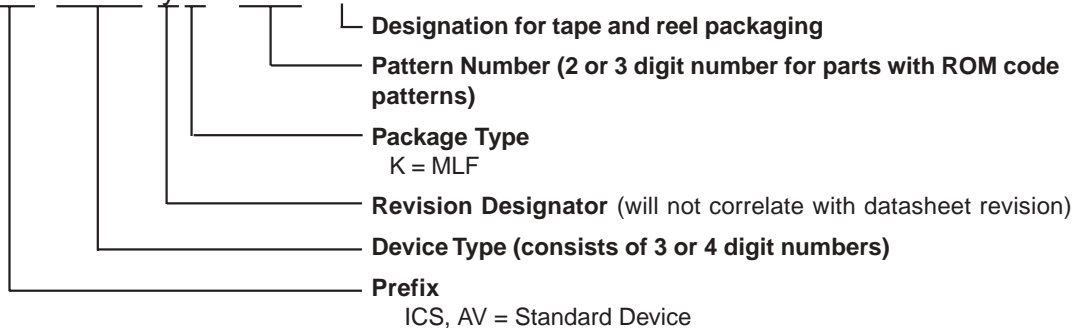 Designation for tape and reel packaging
Pattern Number (2 or 3 digit number for parts with ROM code
patterns)
Package Type
K = MLF
Revision Designator (will not correlate with datasheet revision)
Device Type (consists of 3 or 4 digit numbers)
Prefix
ICS, AV = Standard Device